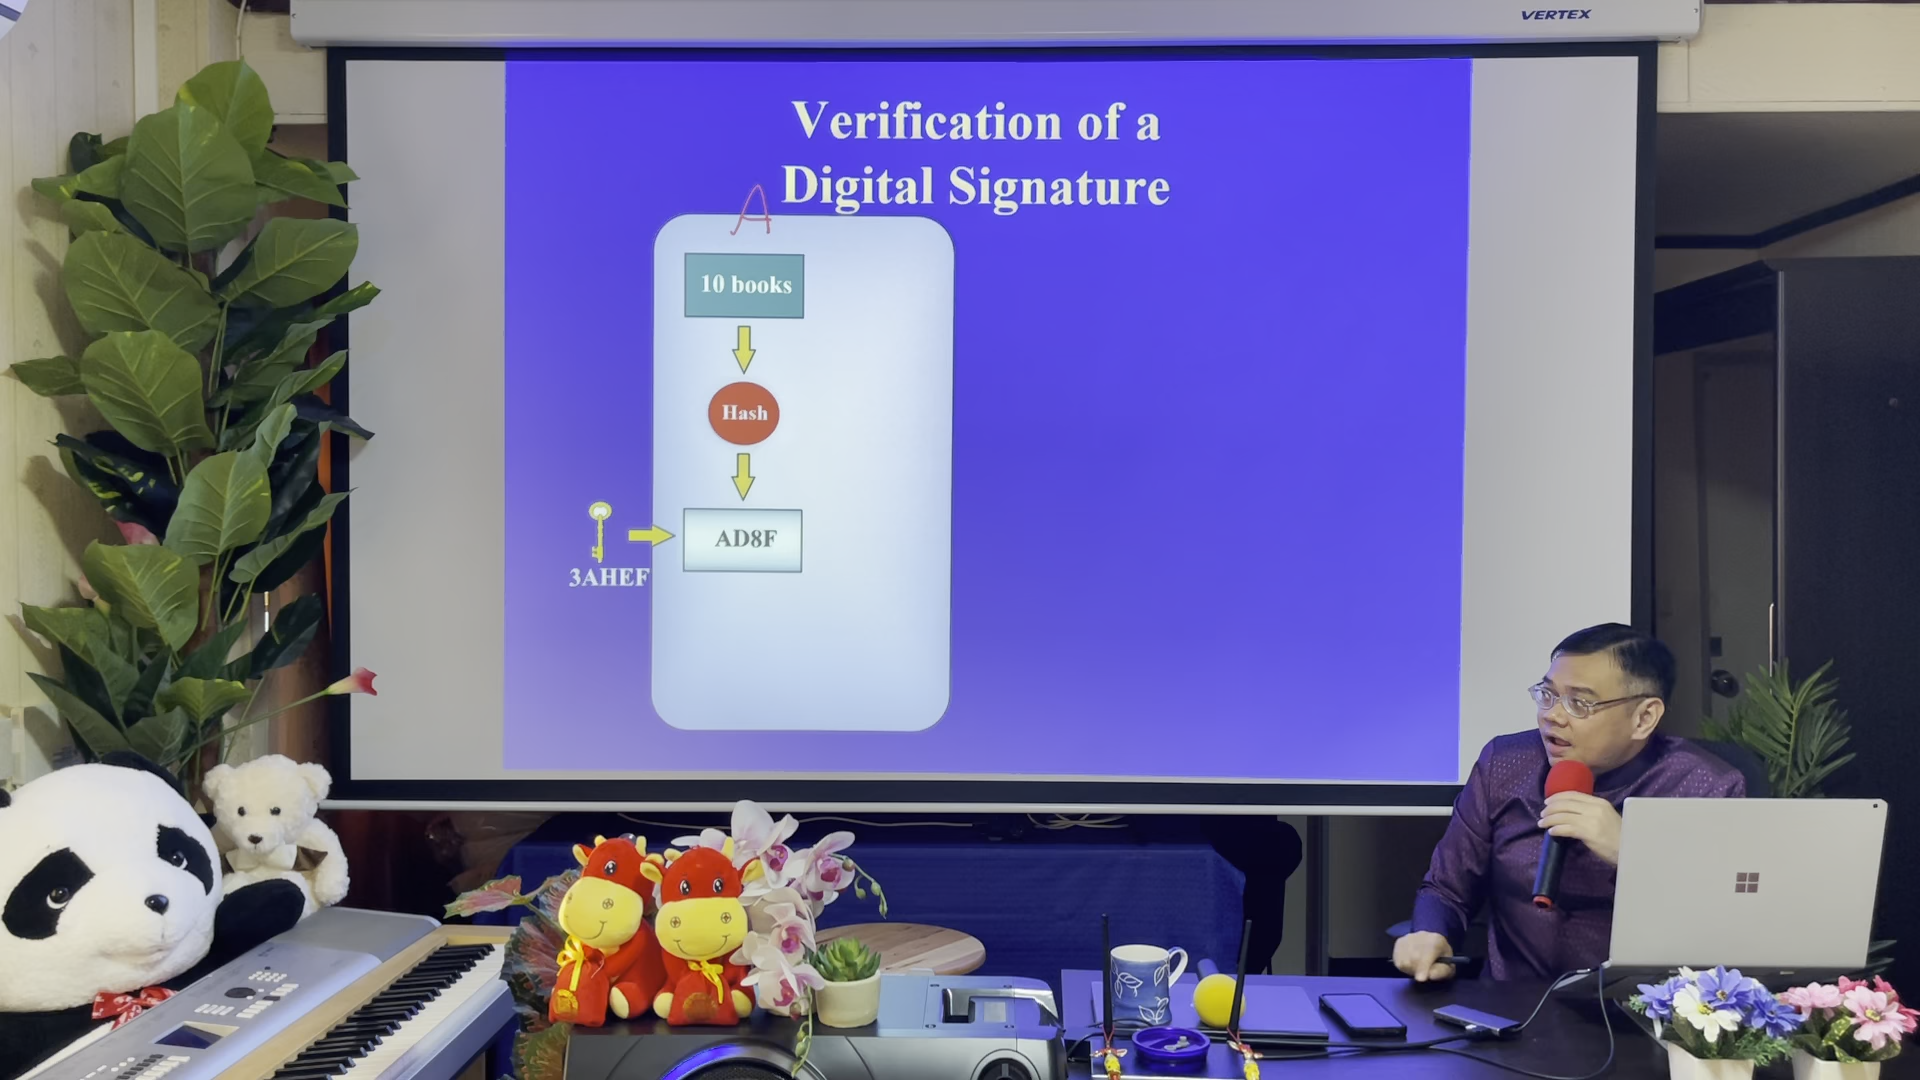 VERTEX
Verification of a
Digital Signature
A
10 books
Hash
AD8F
3AHEF